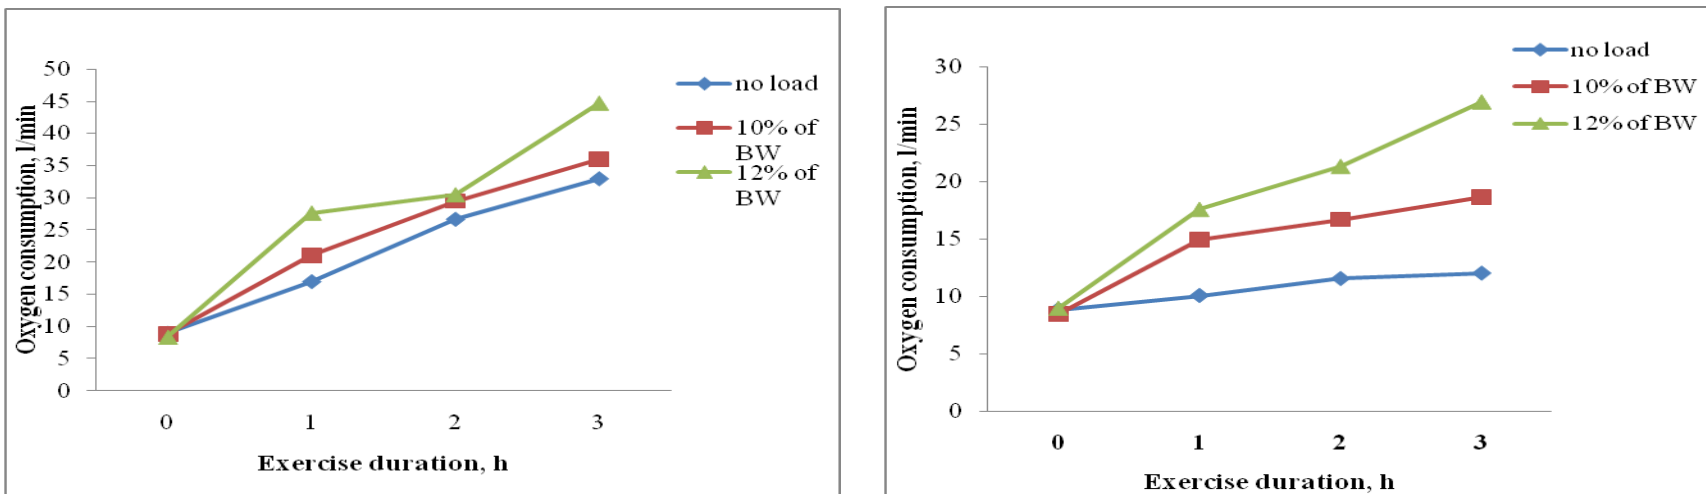 50
45
40
35
30
25
20
15
10
5
0
Oxygen consumption, l/min
0 1 2 3
Exercise duration, h
no load
10% of
BW
12% of
BW
30
25
20
15
10
5
0
Oxygen consumption, l/min
0 1 2 3
Exercise duration, h
no load
10% of BW
12% of BW